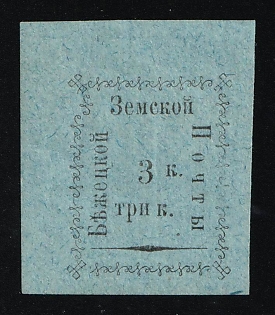 Бѣжецкой
Земской
Почты
3 к.
три к.